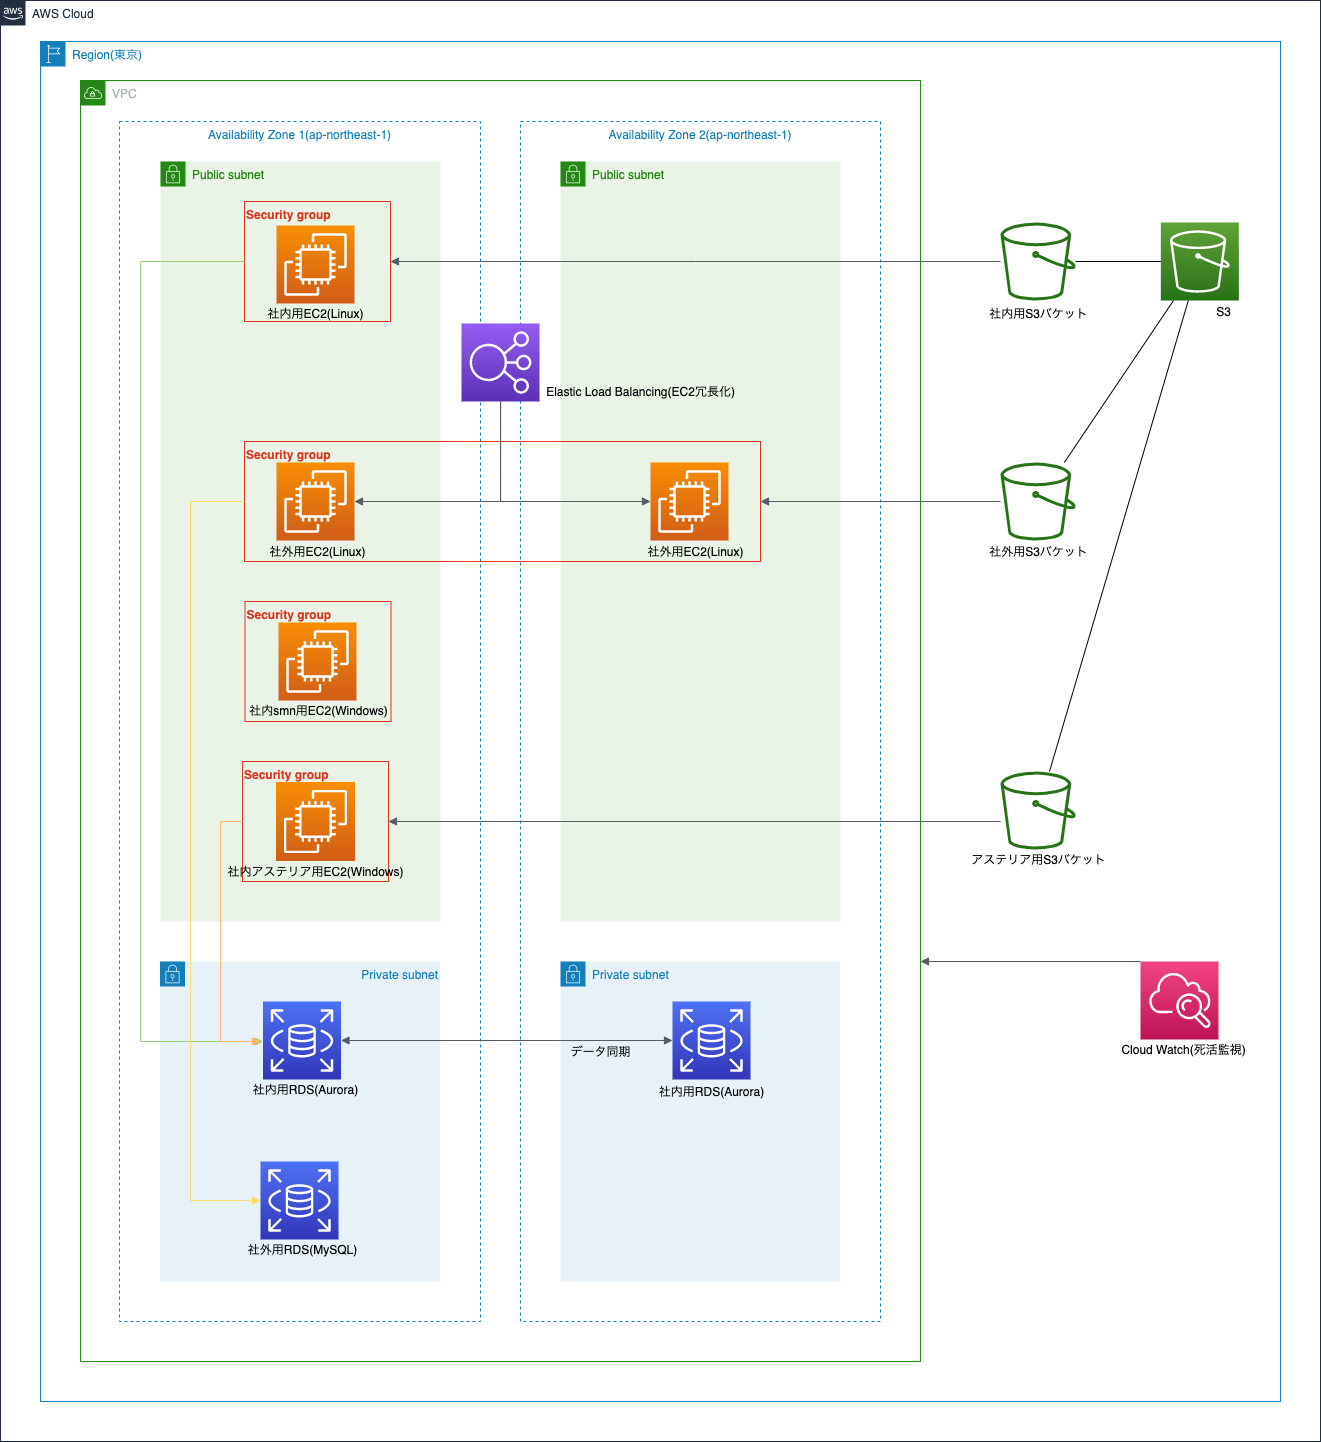 aws
AWS Cloud
Region(東京)
VPC
Availability Zone 1(ap-northeast-1)
Availability Zone 2(ap-northeast-1)
Public subnet
Public subnet
Security group
社内用EC2(Linux)
社内用S3バケット
S3
Elastic Load Balancing(EC2冗長化)
Security group
社外用EC2(Linux)
社外用EC2(Linux)
社外用S3バケット
Security group
社内smn用EC2(Windows)
Security group
社内アステリア用EC2(Windows)
アステリア用S3バケット
Private subnet
Private subnet
データ同期
社内用RDS(Aurora)
社内用RDS(Aurora)
Cloud Watch(死活監視)
社外用RDS(MySQL)